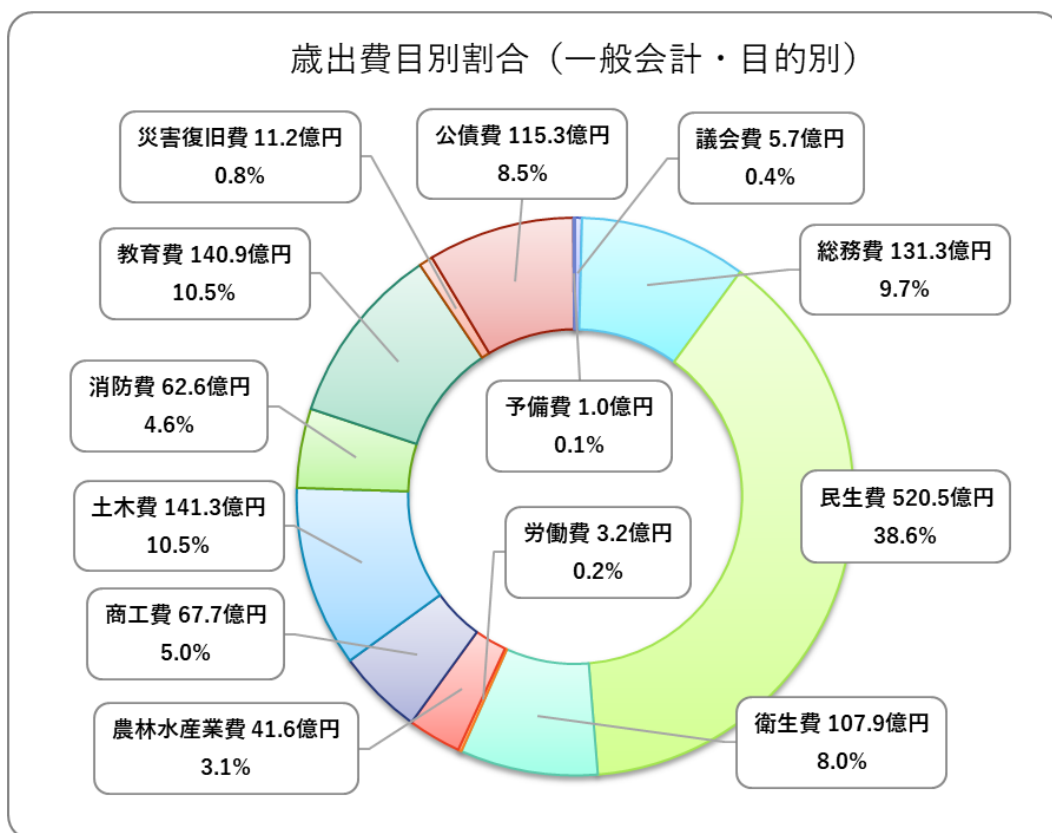 歳出費目別割合（一般会計・目的別）
災害復旧費 11.2億円
0.8%
公債費 115.3億円
8.5%
議会費 5.7億円
0.4%
教育費 140.9億円
10.5%
総務費 131.3億円
9.7%
消防費 62.6億円
4.6%
予備費 1.0億円
0.1%
土木費 141.3億円
10.5%
労働費 3.2億円
0.2%
民生費 520.5億円
38.6%
商工費 67.7億円
5.0%
農林水産業費 41.6億円
3.1%
衛生費 107.9億円
8.0%